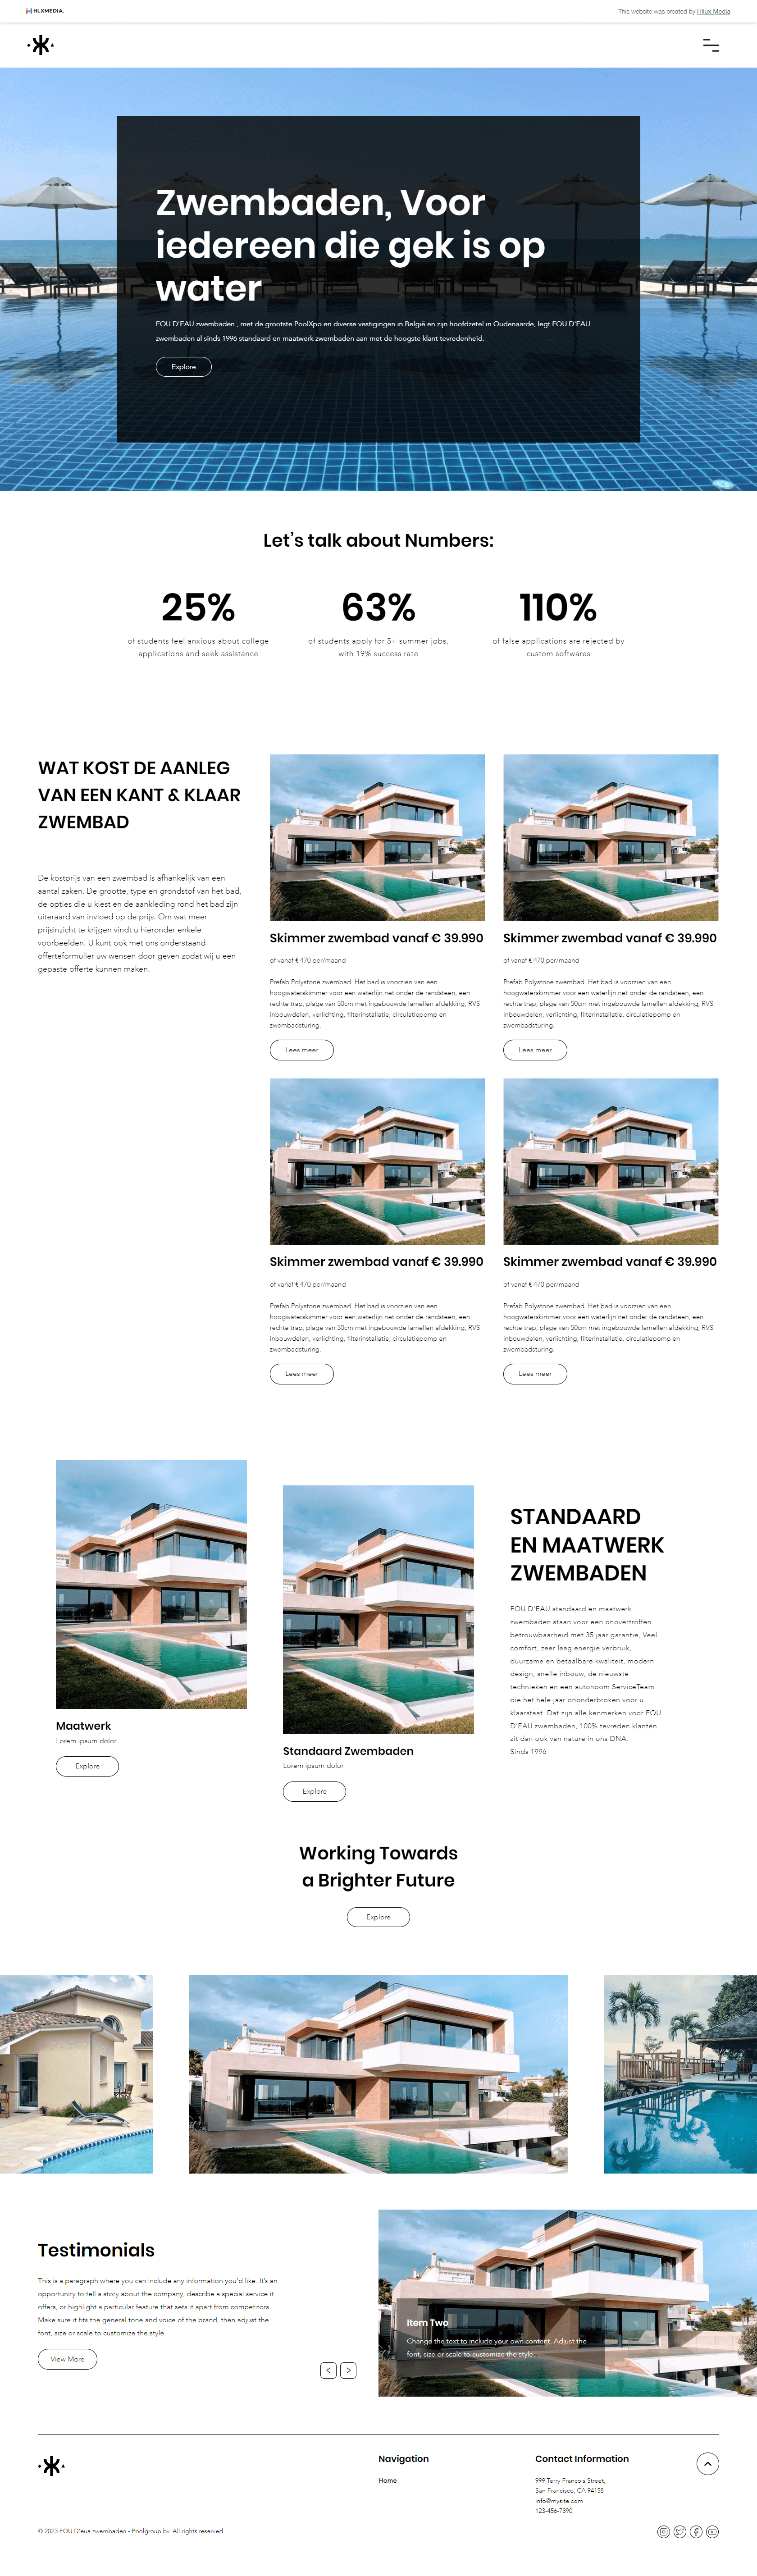 HLXMEDIA.
This website was created by Hilux Media
Zwembaden, Voor
iedereen die gek is op
water
FOU D'EAU zwembaden , met de grootste PoolXpo en diverse vestigingen in België en zijn hoofdzetel in Oudenaarde, legt FOU D'EAU
zwembaden al sinds 1996 standaard en maatwerk zwembaden aan met de hoogste klant tevredenheid.
Explore
Let's talk about Numbers:
25%
of students feel anxious about college
applications and seek assistance
63%
of students apply for 5+ summer jobs,
with 19% success rate
110%
of false applications are rejected by
custom softwares
WAT KOST DE AANLEG
VAN EEN KANT & KLAAR
ZWEMBAD
De kostprijs van een zwembad is afhankelijk van een
aantal zaken. De grootte, type en grondstof van het bad,
de opties die u kiest en de aankleding rond het bad zijn
uiteraard van invloed op de prijs. Om wat meer
prijsinzicht te krijgen vindt u hieronder enkele
voorbeelden. U kunt ook met ons onderstaand
offerteformulier uw wensen door geven zodat wij u een
gepaste offerte kunnen maken.
Skimmer zwembad vanaf € 39.990
of vanaf € 470 per/maand
Prefab Polystone zwembad. Het bad is voorzien van een
hoogwaterskimmer voor een waterlijn net onder de randsteen, een
rechte trap, plage van 50cm met ingebouwde lamellen afdekking, RVS
inbouwdelen, verlichting, filterinstallatie, circulatiepomp en
zwembadsturing.
Lees meer
Skimmer zwembad vanaf € 39.990
of vanaf € 470 per/maand
Prefab Polystone zwembad. Het bad is voorzien van een
hoogwaterskimmer voor een waterlijn net onder de randsteen, een
rechte trap, plage van 50cm met ingebouwde lamellen afdekking, RVS
inbouwdelen, verlichting, filterinstallatie, circulatiepomp en
zwembadsturing.
Lees meer
Skimmer zwembad vanaf € 39.990
of vanaf € 470 per/maand
Prefab Polystone zwembad. Het bad is voorzien van een
hoogwaterskimmer voor een waterlijn net onder de randsteen, een
rechte trap, plage van 50cm met ingebouwde lamellen afdekking, RVS
inbouwdelen, verlichting, filterinstallatie, circulatiepomp en
zwembadsturing.
Lees meer
Skimmer zwembad vanaf € 39.990
of vanaf € 470 per/maand
Prefab Polystone zwembad. Het bad is voorzien van een
hoogwaterskimmer voor een waterlijn net onder de randsteen, een
rechte trap, plage van 50cm met ingebouwde lamellen afdekking, RVS
inbouwdelen, verlichting, filterinstallatie, circulatiepomp en
zwembadsturing.
Lees meer
Maatwerk
Lorem ipsum dolor
Explore
Standaard Zwembaden
Lorem ipsum dolor
Explore
STANDAARD
EN MAATWERK
ZWEMBADEN
FOU D'EAU standaard en maatwerk
zwembaden staan voor een onovertroffen
betrouwbaarheid met 35 jaar garantie, Veel
comfort, zeer laag energie verbruik,
duurzame en betaalbare kwaliteit, modern
design, snelle inbouw, de nieuwste
technieken en een autonoom ServiceTeam
die het hele jaar ononderbroken voor u
klaarstaat. Dat zijn alle kenmerken voor FOU
D'EAU zwembaden, 100% tevreden klanten
zit dan ook van nature in ons DNA.
Sinds 1996
Working Towards
a Brighter Future
Explore
Testimonials
This is a paragraph where you can include any information you'd like. It's an
opportunity to tell a story about the company, describe a special service it
offers, or highlight a particular feature that sets it apart from competitors.
Make sure it fits the general tone and voice of the brand, then adjust the
font, size or scale to customize the style.
View More
Item Two
Change the text to include your own content. Adjust the
font, size or scale to customize the style.
Navigation
Home
Contact Information
999 Terry Francois Street,
San Francisco, CA 94158
info@mysite.com
123-456-7890
© 2023 FOU D'eua zwembaden - Poolgroup bv. All rights reserved.